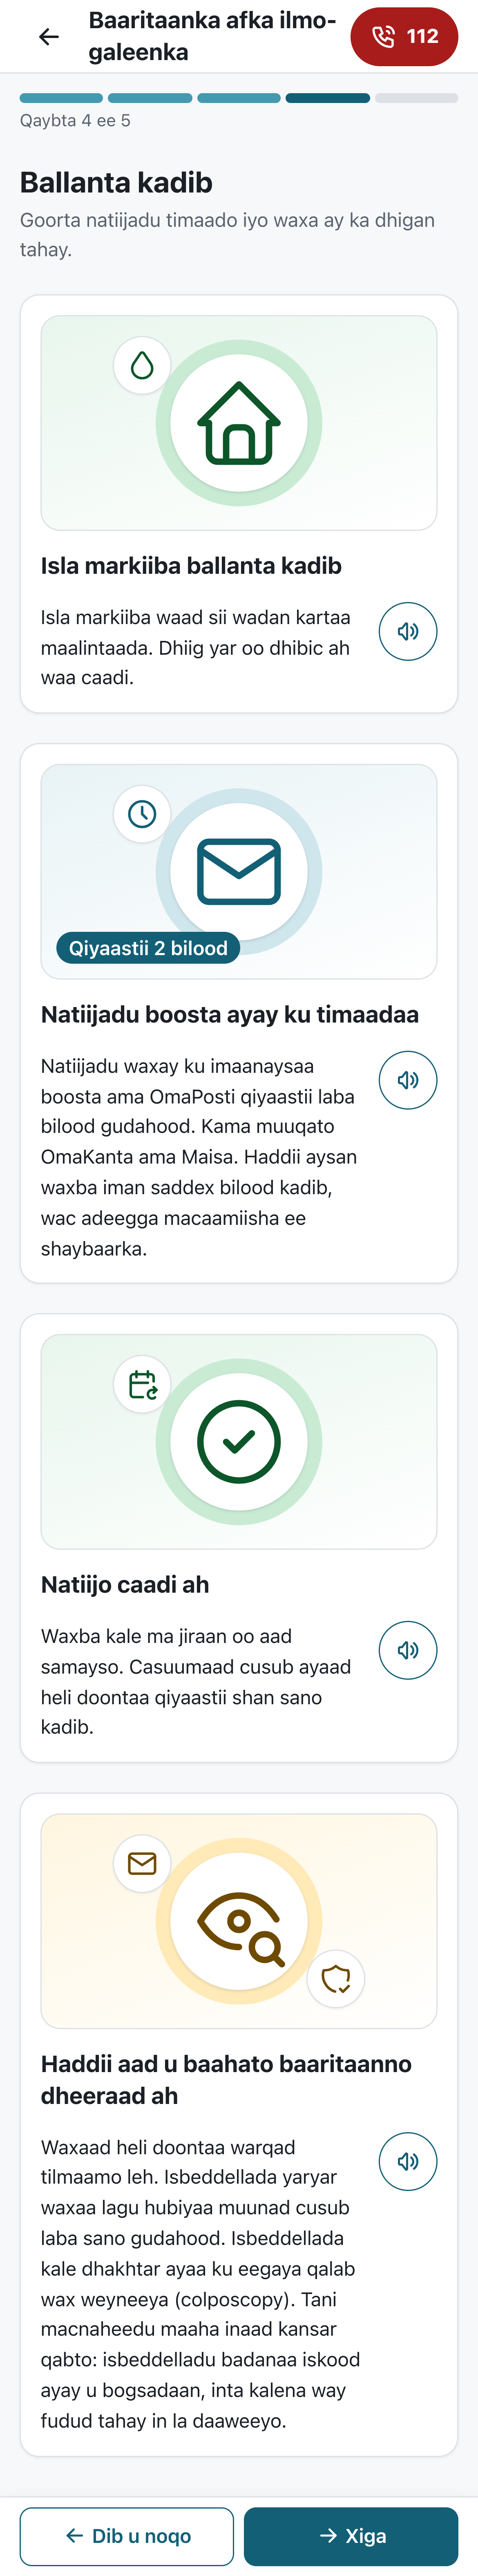 Baaritaanka afka ilmo-
galeenka
112
Qaybta 4 ee 5
Ballanta kadib
Goorta natiijadu timaado iyo waxa ay ka dhigan
tahay.
Isla markiiba ballanta kadib
Isla markiiba waad sii wadan kartaa
maalintaada. Dhiig yar oo dhibic ah
waa caadi.
Qiyaastii 2 bilood
Natiijadu boosta ayay ku timaadaa
Natiijadu waxay ku imaanaysaa
boosta ama OmaPosti qiyaastii laba
bilood gudahood. Kama muuqato
OmaKanta ama Maisa. Haddii aysan
waxba iman saddex bilood kadib,
wac adeegga macaamiisha ee
shaybaarka.
Natiijo caadi ah
Waxba kale ma jiraan oo aad
samayso. Casuumaad cusub ayaad
heli doontaa qiyaastii shan sano
kadib.
Haddii aad u baahato baaritaanno
dheeraad ah
Waxaad heli doontaa warqad
tilmaamo leh. Isbeddellada yaryar
waxaa lagu hubiyaa muunad cusub
laba sano gudahood. Isbeddellada
kale dhakhtar ayaa ku eegaya qalab
wax weyneeya (colposcopy). Tani
macnaheedu maaha inaad kansar
qabto: isbeddelladu badanaa iskood
ayay u bogsadaan, inta kalena way
fudud tahay in la daaweeyo.
← Dib u noqo
→ Xiga